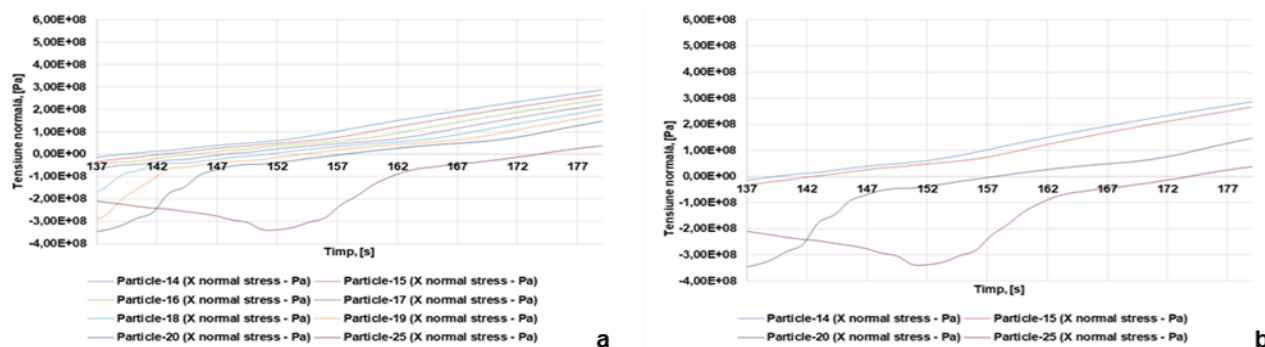 6,00E+08
5,00E+08
4,00E+08
3,00E+08
2,00E+08
1,00E+08
0,00E+00
-1,00E+08
-2,00E+08
-3,00E+08
-4,00E+08
Tensiune normală, [Pa]
137 142 147 152 157 162 167 172 177
Timp, [s]
Particle-14 (X normal stress - Pa) Particle-15 (X normal stress - Pa)
Particle-16 (X normal stress - Pa) Particle-17 (X normal stress - Pa)
Particle-18 (X normal stress - Pa) Particle-19 (X normal stress - Pa)
Particle-20 (X normal stress - Pa) Particle-25 (X normal stress - Pa)
a
6,00E+08
5,00E+08
4,00E+08
3,00E+08
2,00E+08
1,00E+08
0,00E+00
-1,00E+08
-2,00E+08
-3,00E+08
-4,00E+08
Tensiune normală, [Pa]
137 142 147 152 157 162 167 172 177
Timp, [s]
Particle-14 (X normal stress - Pa) Particle-15 (X normal stress - Pa)
Particle-20 (X normal stress - Pa) Particle-25 (X normal stress - Pa)
b